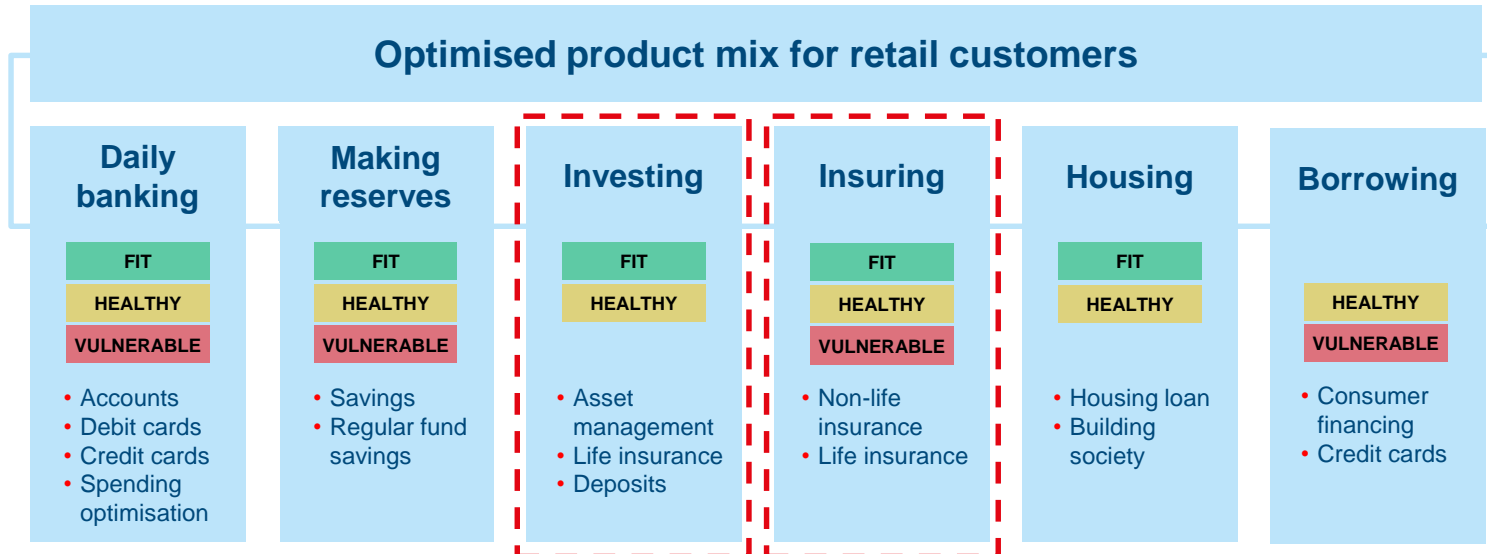 Optimised product mix for retail customers
Daily
banking
FIT
HEALTHY
VULNERABLE
• Accounts
• Debit cards
• Credit cards
• Spending
optimisation
Making
reserves
FIT
HEALTHY
VULNERABLE
• Savings
• Regular fund
savings
Investing
FIT
HEALTHY
• Asset
management
• Life insurance
• Deposits
Insuring
FIT
HEALTHY
VULNERABLE
• Non-life
insurance
• Life insurance
Housing
FIT
HEALTHY
• Housing loan
• Building
society
Borrowing
HEALTHY
VULNERABLE
• Consumer
financing
• Credit cards